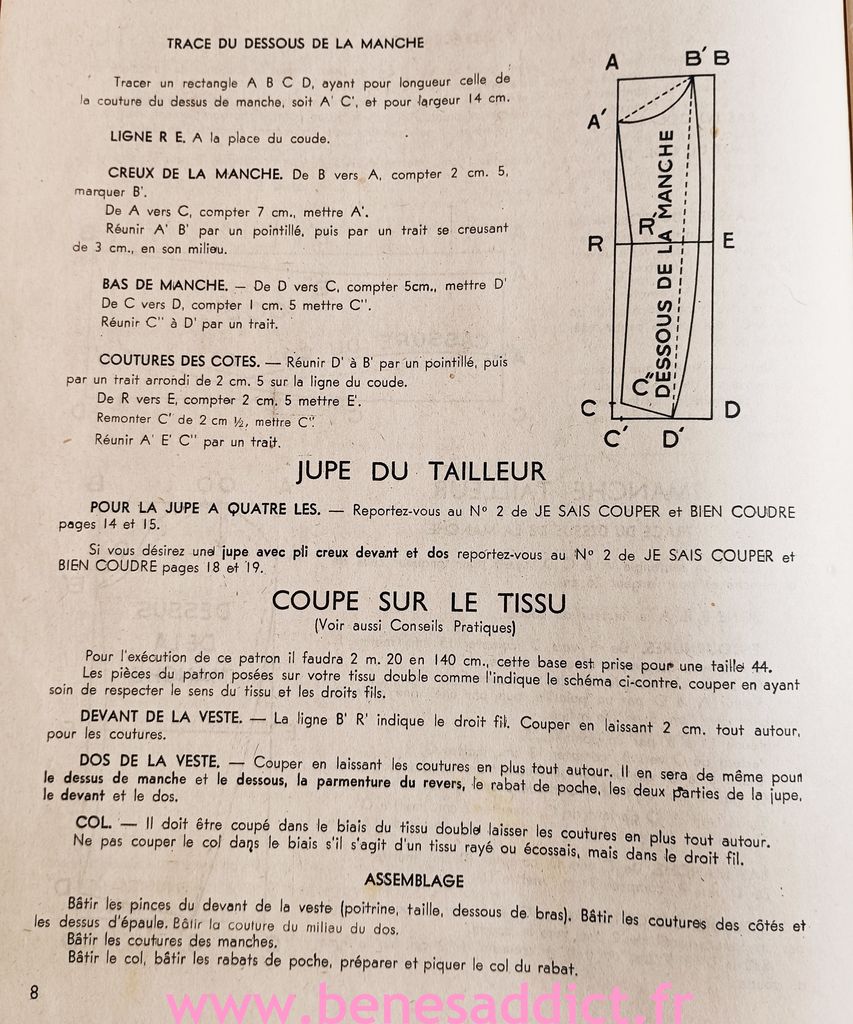 TRACE DU DESSOUS DE LA MANCHE
Tracer un rectangle A B C D, ayant pour longueur celle de
la couture du dessus de manche, soit A' C', et pour largeur 14 cm.
LIGNE R E. A la place du coude.
CREUX DE LA MANCHE. De B vers A, compter 2 cm. 5,
marquer B'.
De A vers C, compter 7 cm., mettre A'.
Réunir A' B' par un pointillé, puis par un trait se creusant
de 3 cm., en son milieu.
BAS DE MANCHE. — De D vers C, compter 5cm., mettre D'
De C vers D, compter 1 cm. 5 mettre C''.
Réunir C'' à D' par un trait.
COUTURES DES COTES. — Réunir D' à B' par un pointillé, puis
par un trait arrondi de 2 cm. 5 sur la ligne du coude.
De R vers E, compter 2 cm. 5 mettre E'.
Remonter C' de 2 cm ½, mettre C''.
Réunir A' E' C'' par un trait.
A B' B
A'
R R' E
DESSOUS DE LA MANCHE
C C'' D
C' D'
JUPE DU TAILLEUR
POUR LA JUPE A QUATRE LES. — Reportez-vous au N° 2 de JE SAIS COUPER et BIEN COUDRE
pages 14 et 15.
Si vous désirez une jupe avec pli creux devant et dos reportez-vous au N° 2 de JE SAIS COUPER et
BIEN COUDRE pages 18 et 19.
COUPE SUR LE TISSU
(Voir aussi Conseils Pratiques)
Pour l'exécution de ce patron il faudra 2 m. 20 en 140 cm., cette base est prise pour une taille 44.
Les pièces du patron posées sur votre tissu double comme l'indique le schéma ci-contre, couper en ayant
soin de respecter le sens du tissu et les droits fils.
DEVANT DE LA VESTE. — La ligne B' R' indique le droit fil. Couper en laissant 2 cm. tout autour,
pour les coutures.
DOS DE LA VESTE. — Couper en laissant les coutures en plus tout autour. Il en sera de même pour
le dessus de manche et le dessous, la parmenture du revers, le rabat de poche, les deux parties de la jupe,
le devant et le dos.
COL. — Il doit être coupé dans le biais du tissu double laisser les coutures en plus tout autour.
Ne pas couper le col dans le biais s'il s'agit d'un tissu rayé ou écossais, mais dans le droit fil.
ASSEMBLAGE
Bâtir les pinces du devant de la veste (poitrine, taille, dessous de bras). Bâtir les coutures des côtés et
les dessus d'épaule. Bâtir la couture du milieu du dos.
Bâtir les coutures des manches.
Bâtir le col, bâtir les rabats de poche, préparer et piquer le col du rabat.
8
www.benesaddict.fr